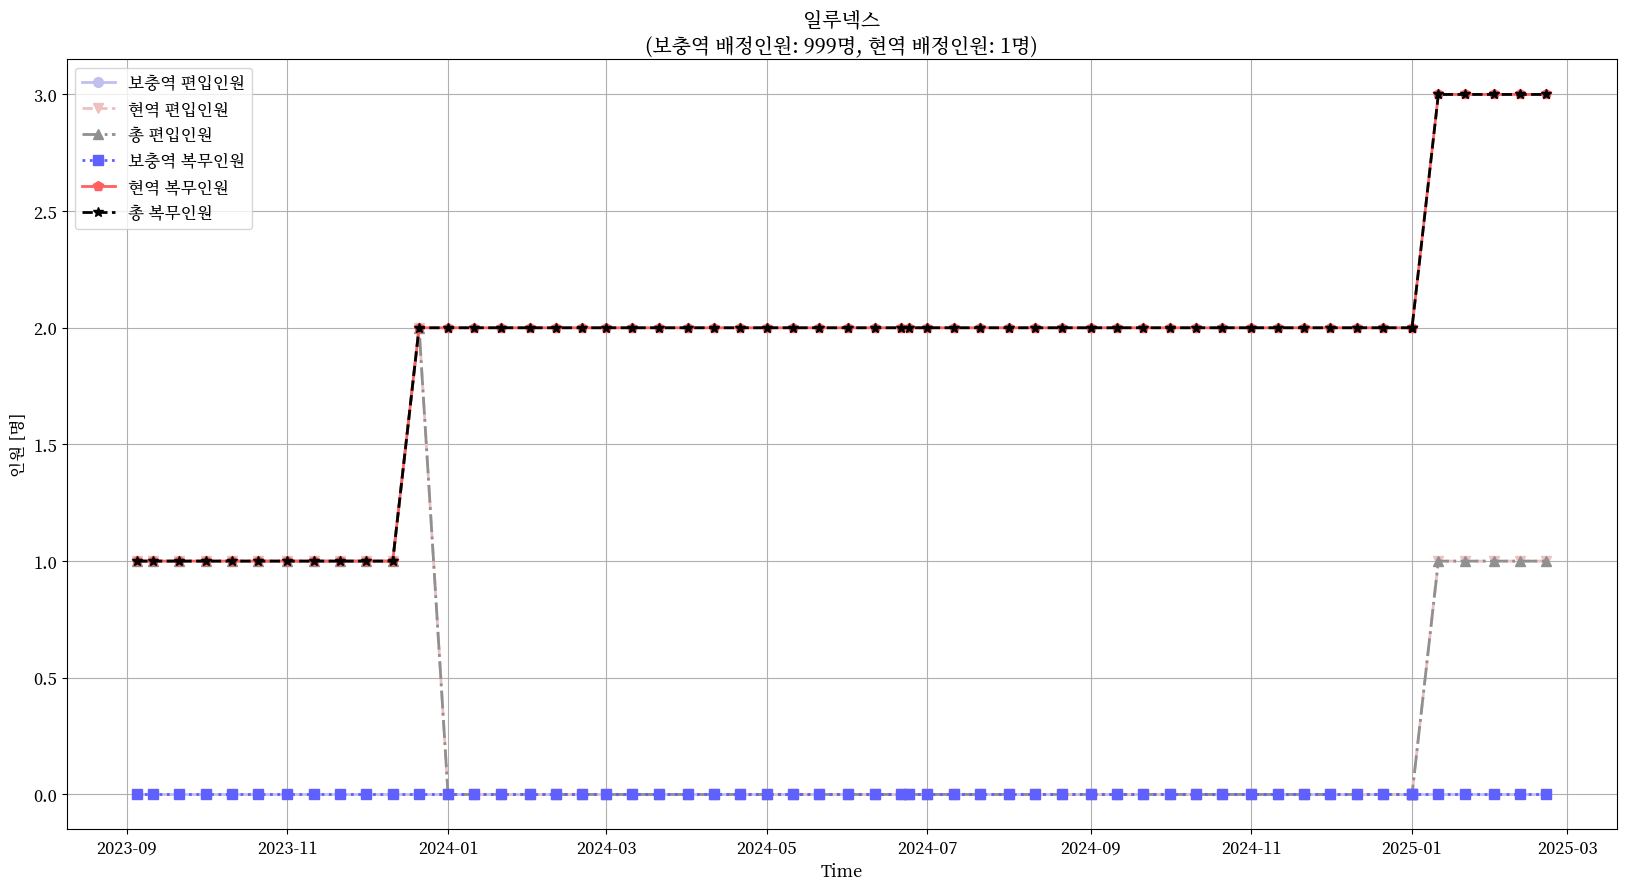 일루넥스
(보충역 배정인원: 999명, 현역 배정인원: 1명)
보충역 편입인원
현역 편입인원
총 편입인원
보충역 복무인원
현역 복무인원
총 복무인원
3.0
2.5
2.0
1.5
1.0
0.5
0.0
인원 [명]
2023-09
2023-11
2024-01
2024-03
2024-05
2024-07
2024-09
2024-11
2025-01
2025-03
Time